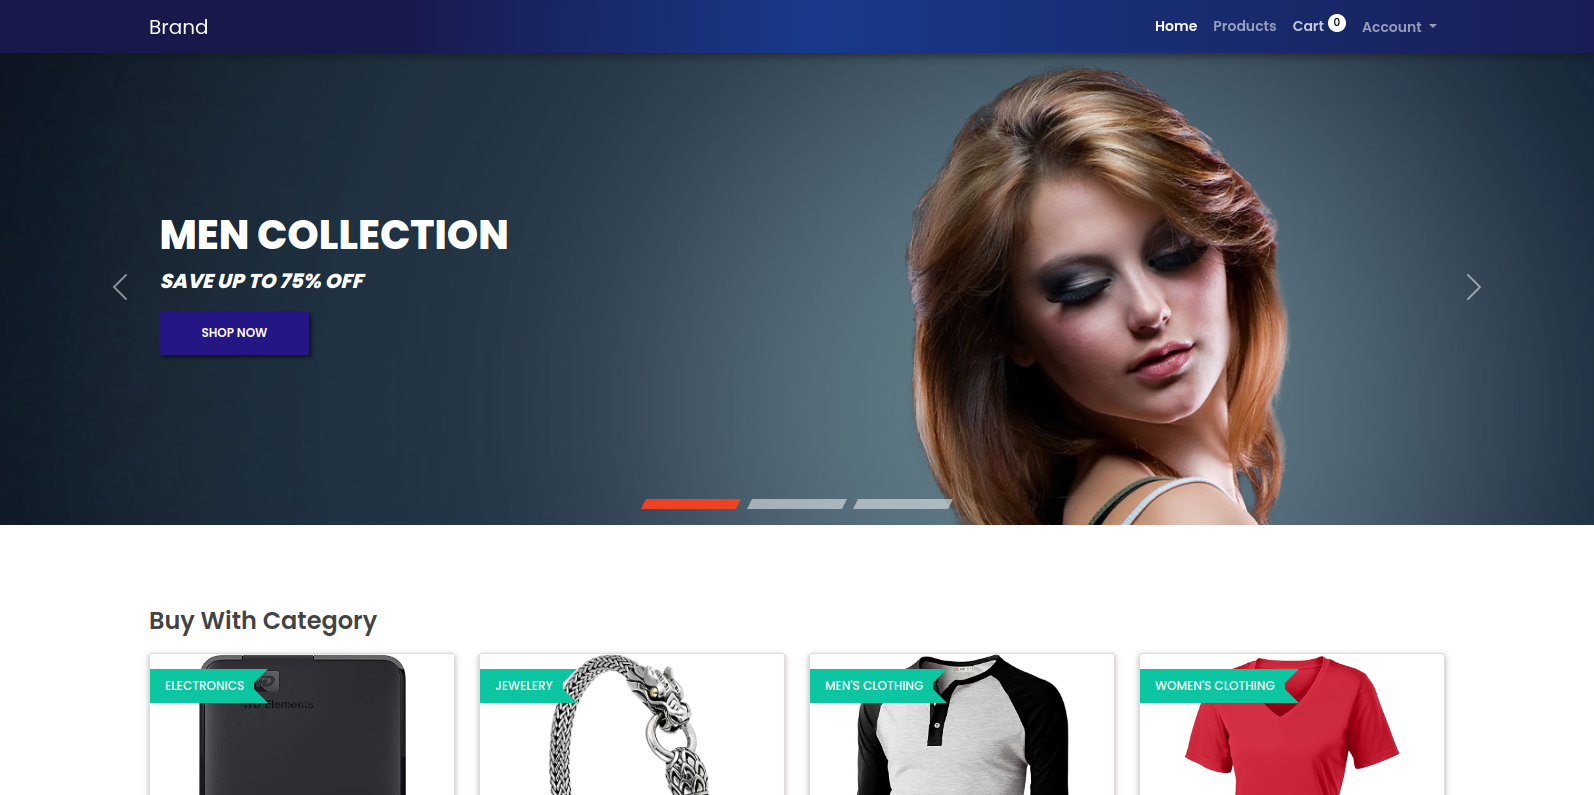 Brand
Home Products Cart 0 Account
MEN COLLECTION
SAVE UP TO 75% OFF
SHOP NOW
Buy With Category
ELECTRONICS
WD Elements
JEWELERY
MEN'S CLOTHING
WOMEN'S CLOTHING